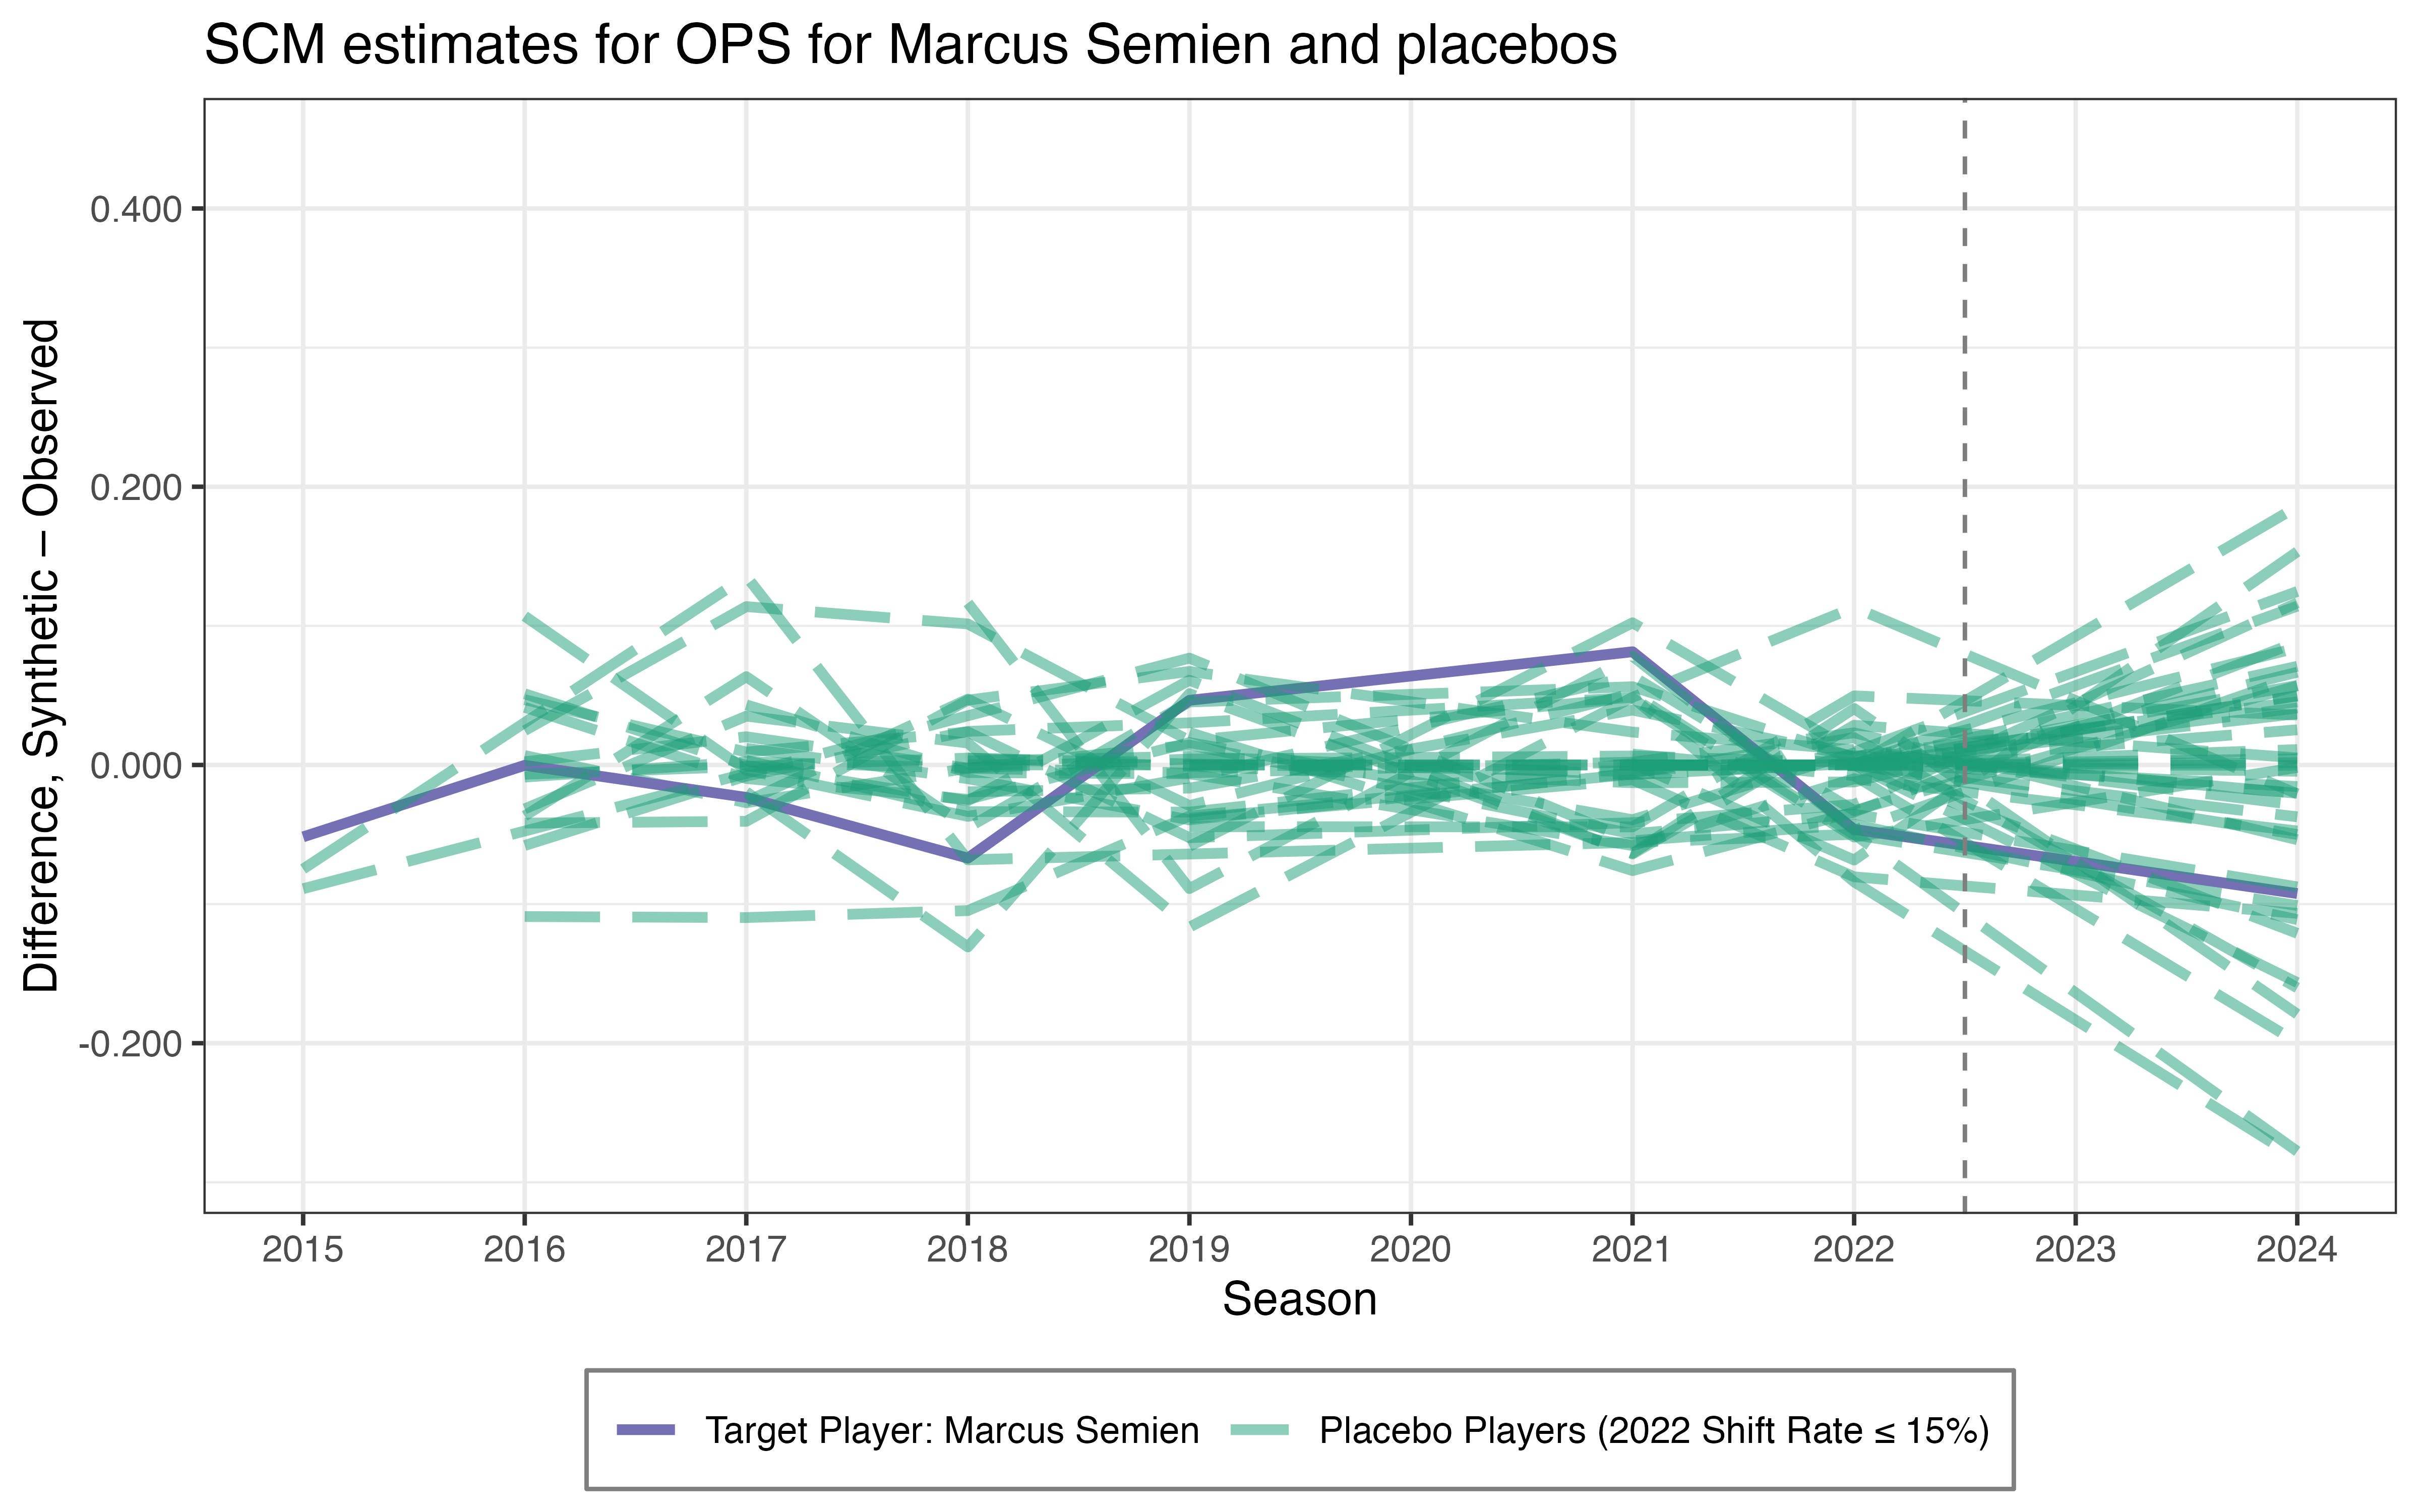 SCM estimates for OPS for Marcus Semien and placebos
Difference, Synthetic − Observed
0.400
0.200
0.000
-0.200
2015 2016 2017 2018 2019 2020 2021 2022 2023 2024
Season
Target Player: Marcus Semien Placebo Players (2022 Shift Rate ≤ 15%)